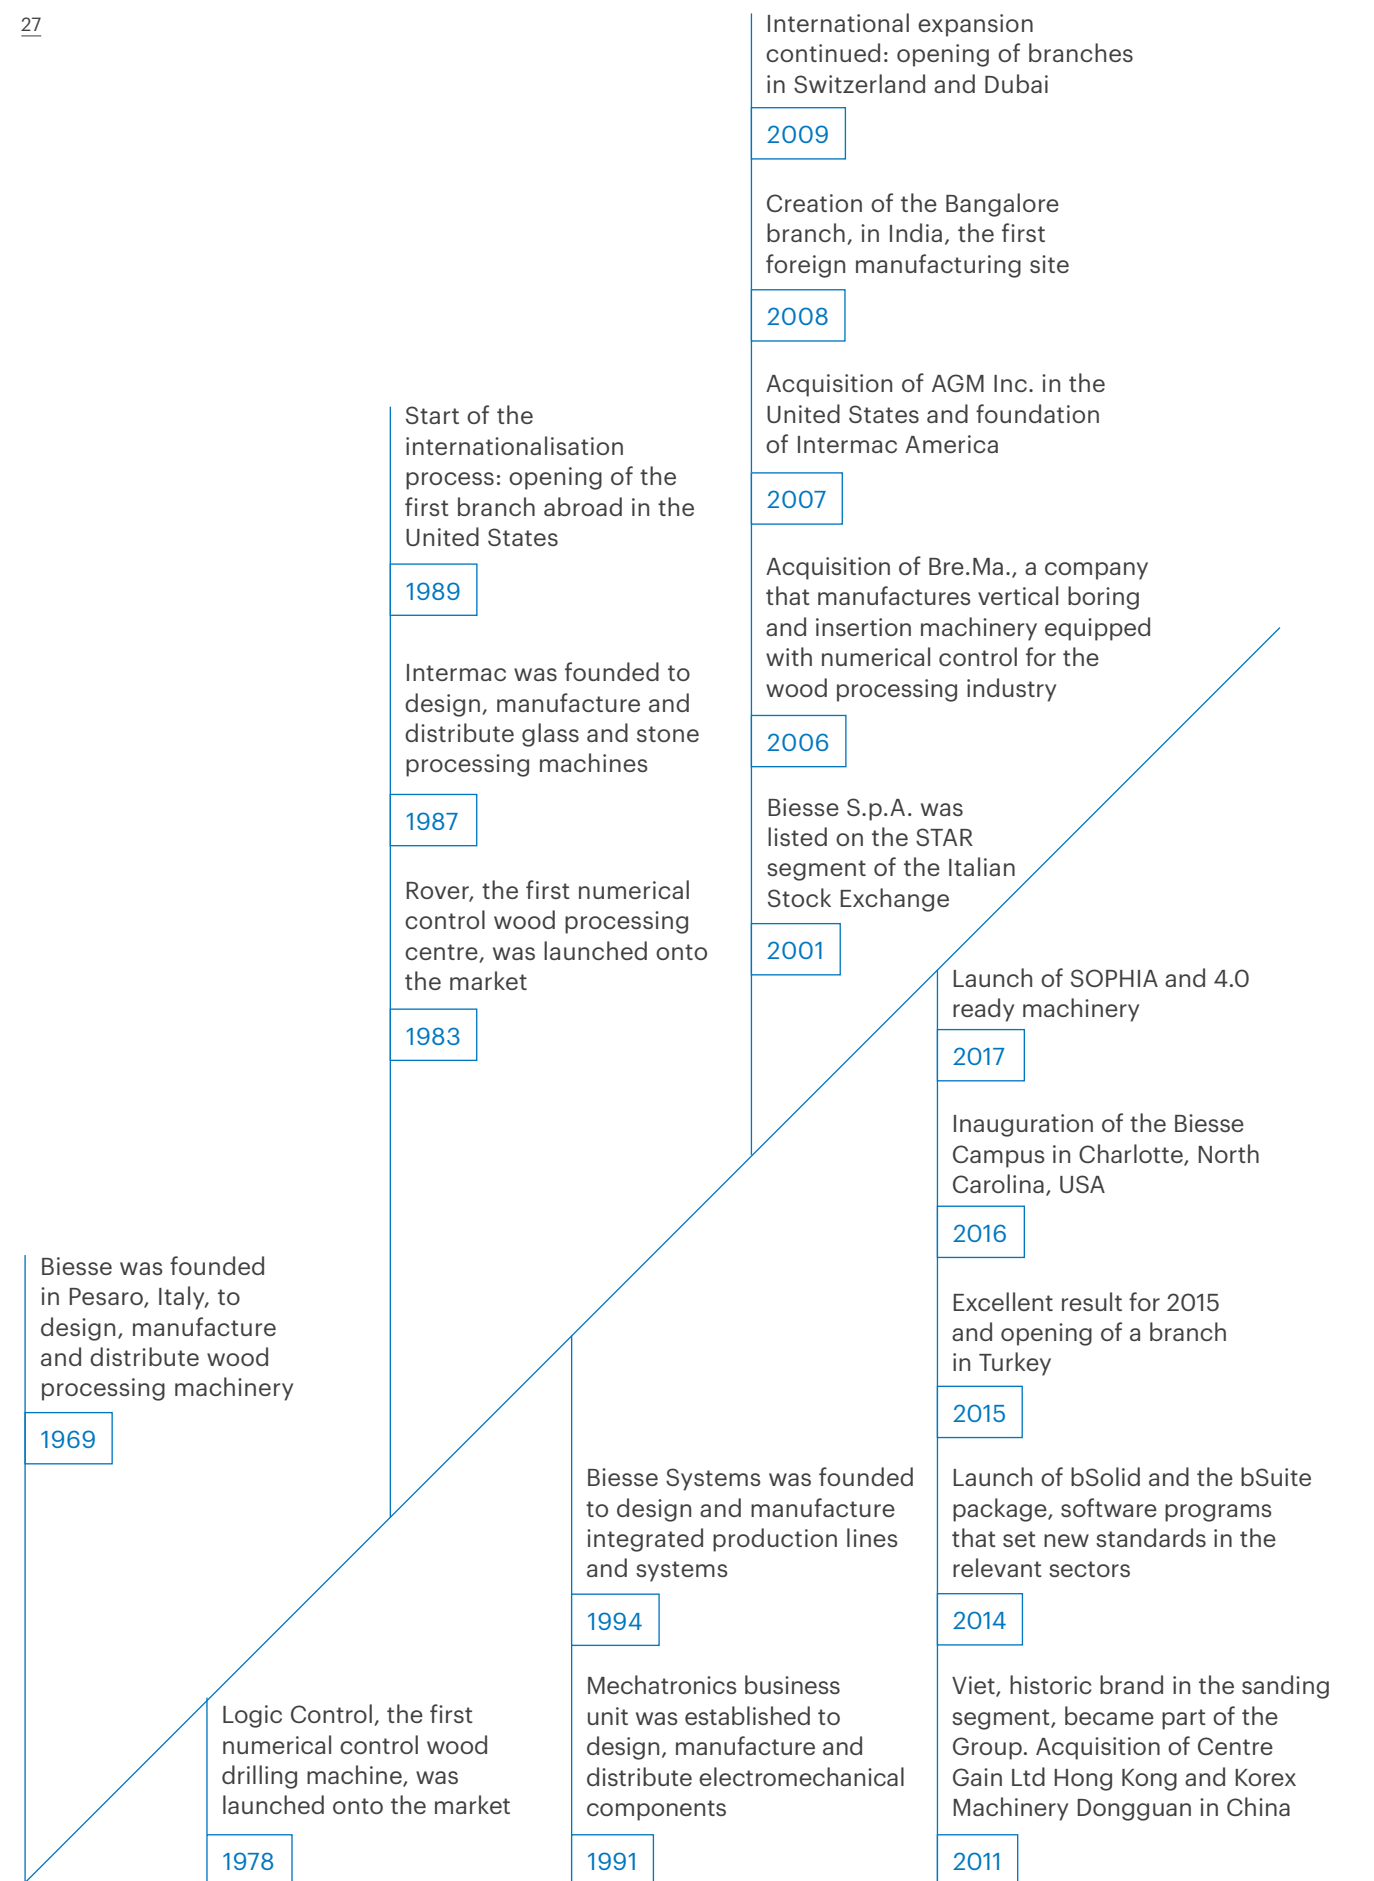 27
Biesse was founded
in Pesaro, Italy, to
design, manufacture
and distribute wood
processing machinery
1969
Logic Control, the first
numerical control wood
drilling machine, was
launched onto the market
1978
Start of the
internationalisation
process: opening of the
first branch abroad in the
United States
1989
Intermac was founded to
design, manufacture and
distribute glass and stone
processing machines
1987
Rover, the first numerical
control wood processing
centre, was launched onto
the market
1983
Biesse Systems was founded
to design and manufacture
integrated production lines
and systems
1994
Mechatronics business
unit was established to
design, manufacture and
distribute electromechanical
components
1991
International expansion
continued: opening of branches
in Switzerland and Dubai
2009
Creation of the Bangalore
branch, in India, the first
foreign manufacturing site
2008
Acquisition of AGM Inc. in the
United States and foundation
of Intermac America
2007
Acquisition of Bre.Ma., a company
that manufactures vertical boring
and insertion machinery equipped
with numerical control for the
wood processing industry
2006
Biesse S.p.A. was
listed on the STAR
segment of the Italian
Stock Exchange
2001
Launch of SOPHIA and 4.0
ready machinery
2017
Inauguration of the Biesse
Campus in Charlotte, North
Carolina, USA
2016
Excellent result for 2015
and opening of a branch
in Turkey
2015
Launch of bSolid and the bSuite
package, software programs
that set new standards in the
relevant sectors
2014
Viet, historic brand in the sanding
segment, became part of the
Group. Acquisition of Centre
Gain Ltd Hong Kong and Korex
Machinery Dongguan in China
2011